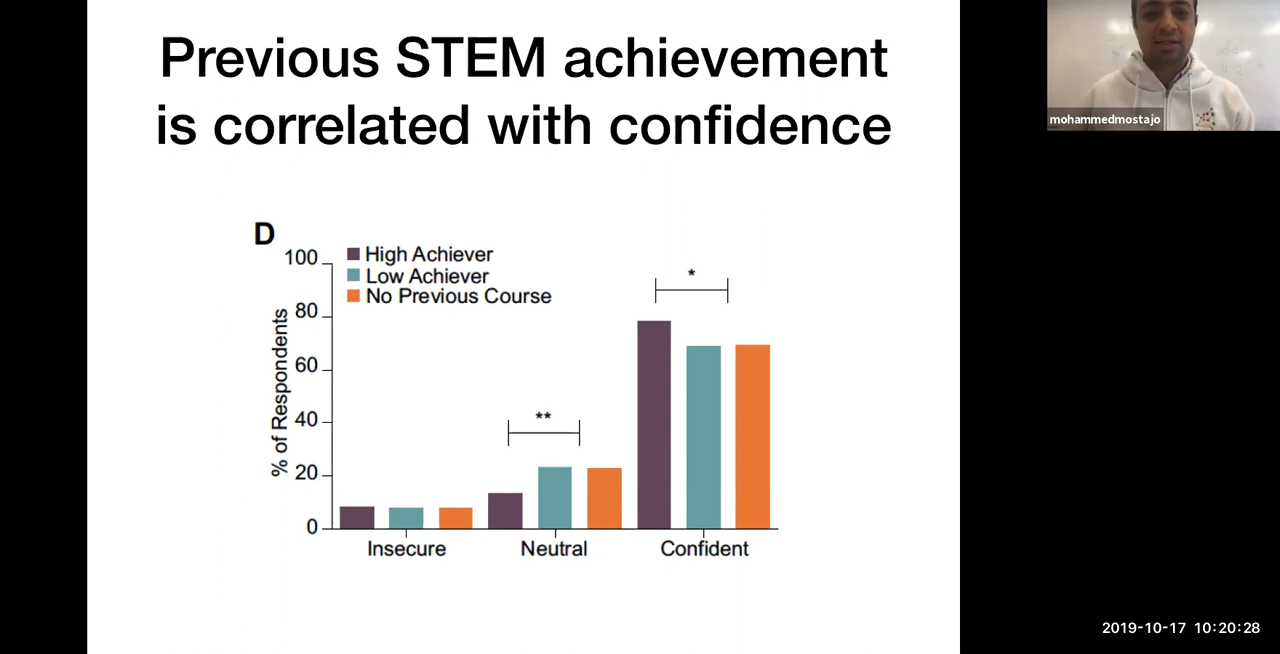 Previous STEM achievement
is correlated with confidence
D
High Achiever
Low Achiever
No Previous Course
% of Respondents
100
80
60
40
20
0
**
*
Insecure
Neutral
Confident
mohammedmostajo
2019-10-17 10:20:28